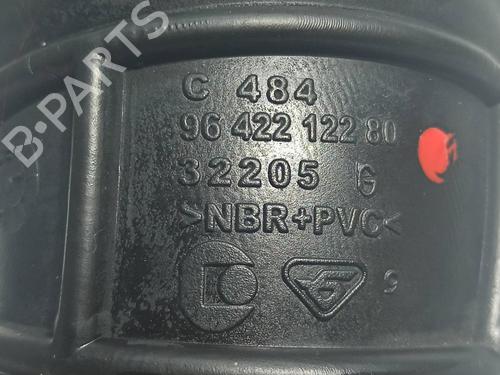 B-PARTS
C 484
96 422 122 80
32205 G
>NBR+PVC<
9